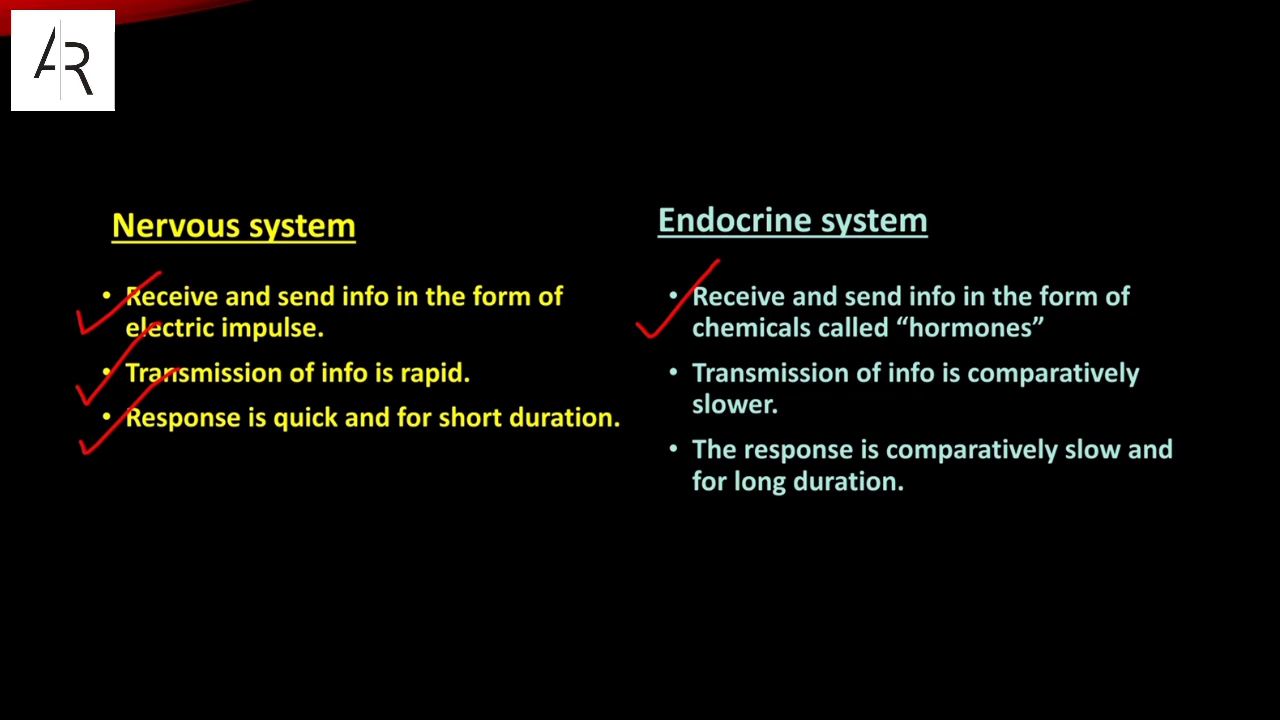 AR
Nervous system
• Receive and send info in the form of
electric impulse.
• Transmission of info is rapid.
• Response is quick and for short duration.
Endocrine system
• Receive and send info in the form of
chemicals called “hormones”
• Transmission of info is comparatively
slower.
• The response is comparatively slow and
for long duration.